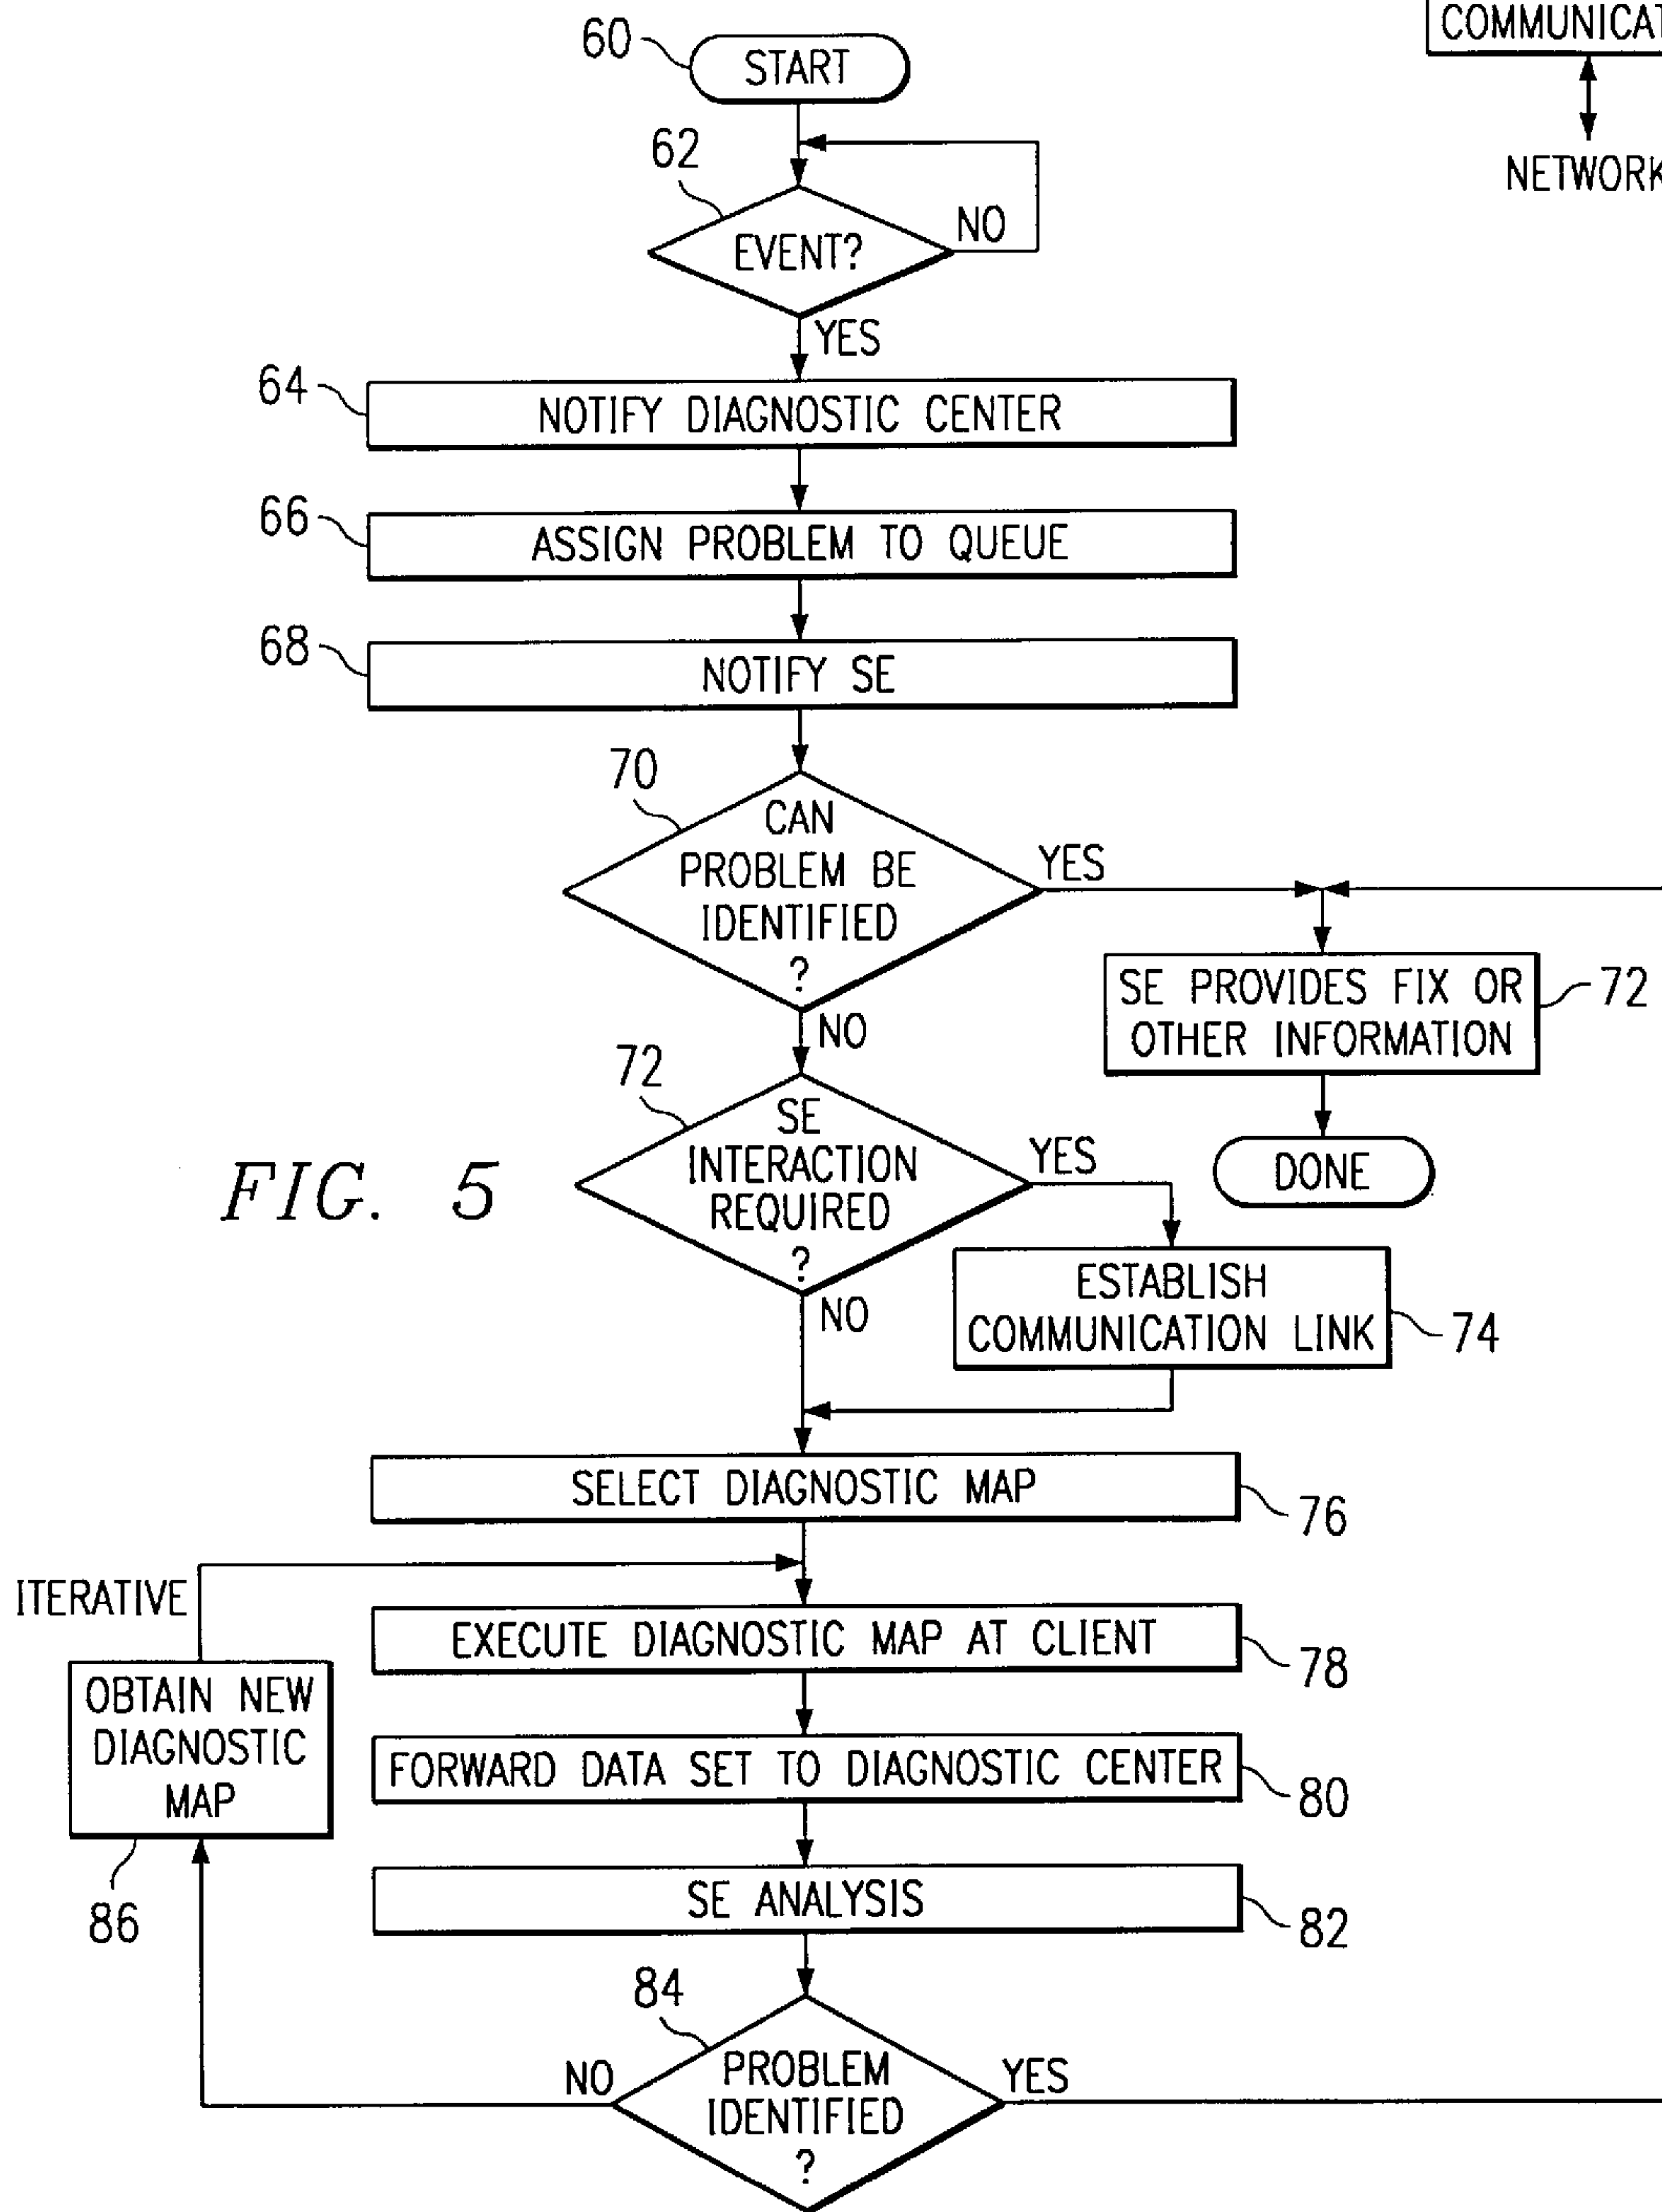 COMMUNICAT
NETWORK
60
START
62
EVENT?
NO
YES
64
NOTIFY DIAGNOSTIC CENTER
66
ASSIGN PROBLEM TO QUEUE
68
NOTIFY SE
70
CAN
PROBLEM BE
IDENTIFIED
?
YES
NO
SE PROVIDES FIX OR
OTHER INFORMATION
72
DONE
72
SE
INTERACTION
REQUIRED
?
YES
NO
FIG. 5
ESTABLISH
COMMUNICATION LINK
74
SELECT DIAGNOSTIC MAP
76
ITERATIVE
EXECUTE DIAGNOSTIC MAP AT CLIENT
78
OBTAIN NEW
DIAGNOSTIC
MAP
86
FORWARD DATA SET TO DIAGNOSTIC CENTER
80
SE ANALYSIS
82
84
PROBLEM
IDENTIFIED
?
NO
YES